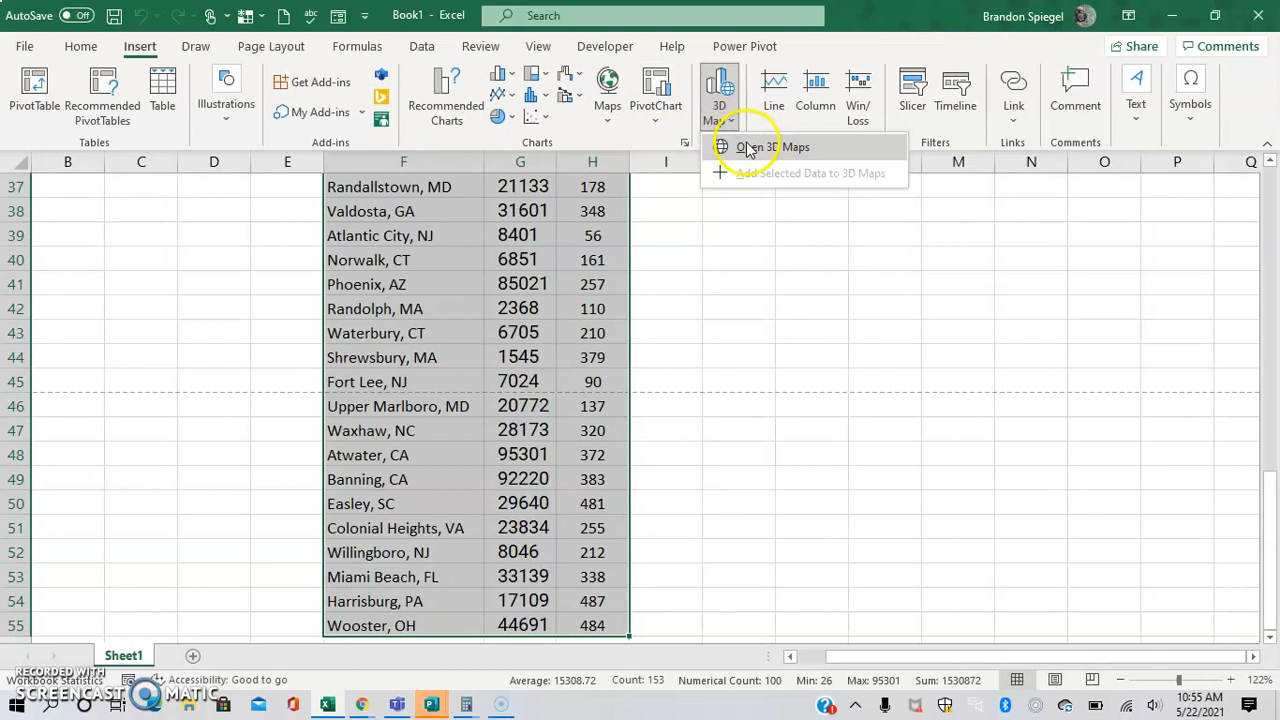 AutoSave Off Book1 - Excel Search Brandon Spiegel
File Home Insert Draw Page Layout Formulas Data Review View Developer Help Power Pivot Share Comments
PivotTable Recommended PivotTables Table Get Add-ins My Add-ins Illustrations Recommended Charts Maps PivotChart 3D Map Line Column Win/Loss Slicer Timeline Link Comment Text Symbols
Tables Add-ins Charts Filters Links Comments
Open 3D Maps
Add Selected Data to 3D Maps
B C D E F G H I M N O P Q
37 Randallstown, MD 21133 178
38 Valdosta, GA 31601 348
39 Atlantic City, NJ 8401 56
40 Norwalk, CT 6851 161
41 Phoenix, AZ 85021 257
42 Randolph, MA 2368 110
43 Waterbury, CT 6705 210
44 Shrewsbury, MA 1545 379
45 Fort Lee, NJ 7024 90
46 Upper Marlboro, MD 20772 137
47 Waxhaw, NC 28173 320
48 Atwater, CA 95301 372
49 Banning, CA 92220 383
50 Easley, SC 29640 481
51 Colonial Heights, VA 23834 255
52 Willingboro, NJ 8046 212
53 Miami Beach, FL 33139 338
54 Harrisburg, PA 17109 487
55 Wooster, OH 44691 484
Sheet1
RECORDED WITH
Workbook Statistics Accessibility: Good to go Average: 15308.72 Count: 153 Numerical Count: 100 Min: 26 Max: 95301 Sum: 1530872 122%
SCREENCAST MATIC
10:55 AM
5/22/2021